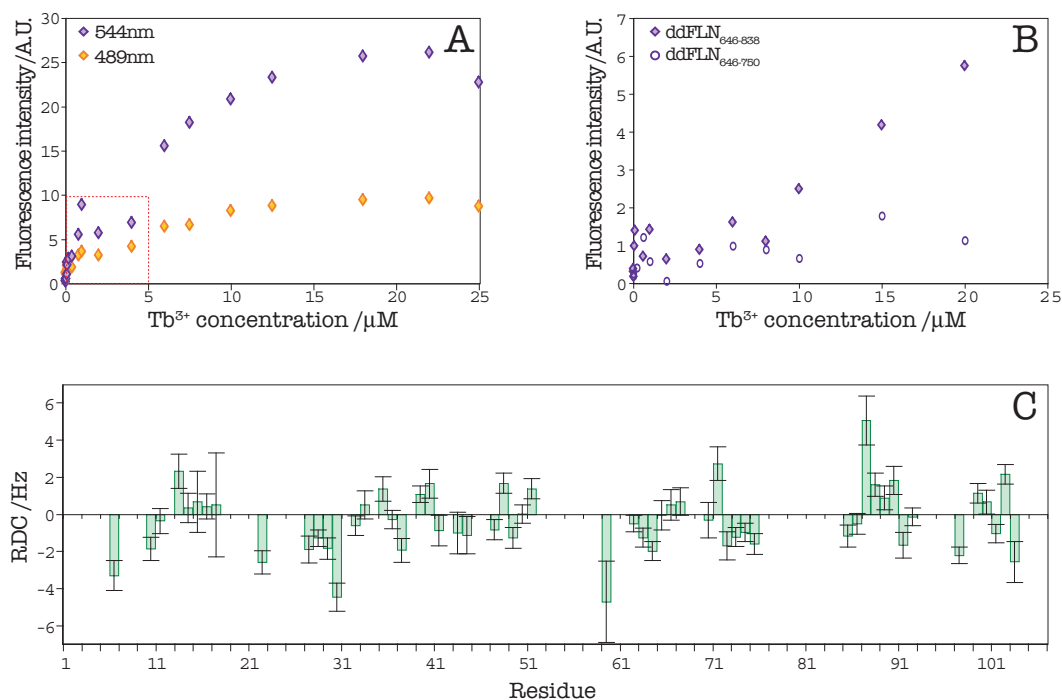 A
544nm
489nm
Fluorescence intensity/A.U.
30
25
20
15
10
5
0
0 5 10 15 20 25
Tb³⁺ concentration/μM
B
ddFLN₆₄₆₋₈₃₈
ddFLN₆₄₆₋₇₅₀
Fluorescence intensity/A.U.
7
6
5
4
3
2
1
0
0 5 10 15 20 25
Tb³⁺ concentration/μM
C
RDC/Hz
6
4
2
0
-2
-4
-6
1 11 21 31 41 51 61 71 81 91 101
Residue